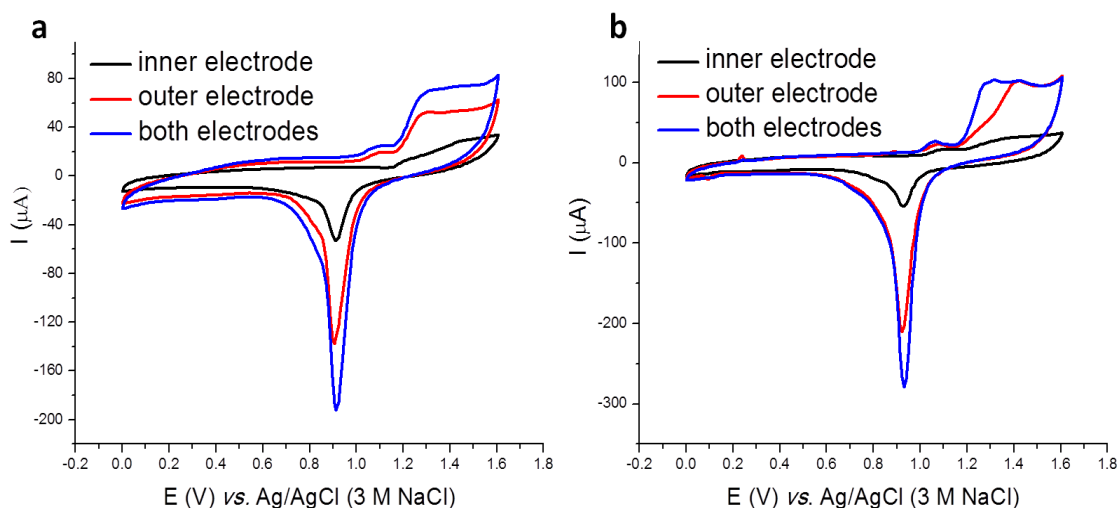 a
inner electrode
outer electrode
both electrodes
80
40
0
-40
-80
-120
-160
-200
I (μA)
-0.2 0.0 0.2 0.4 0.6 0.8 1.0 1.2 1.4 1.6 1.8
E (V) vs. Ag/AgCl (3 M NaCl)
b
inner electrode
outer electrode
both electrodes
100
0
-100
-200
-300
I (μA)
-0.2 0.0 0.2 0.4 0.6 0.8 1.0 1.2 1.4 1.6 1.8
E (V) vs. Ag/AgCl (3 M NaCl)